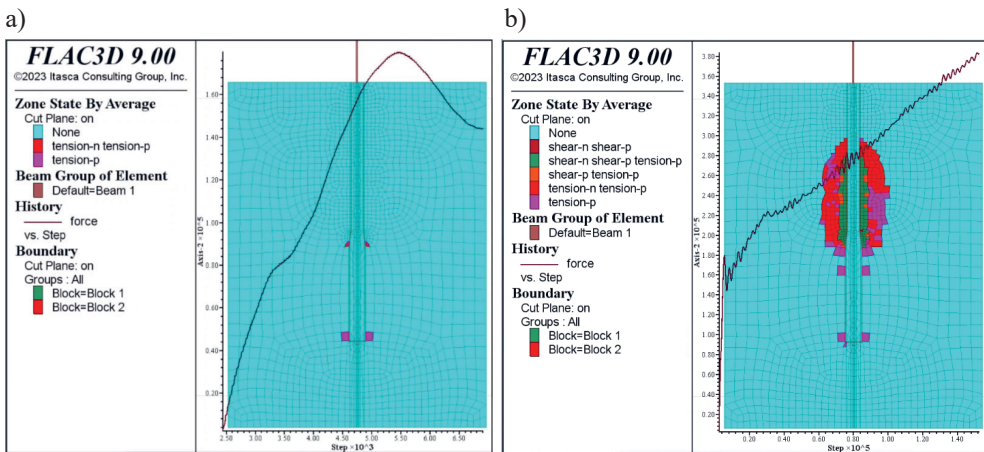 a)
FLAC3D 9.00
©2023 Itasca Consulting Group, Inc.
Zone State By Average
Cut Plane: on
None
tension-n tension-p
tension-p
Beam Group of Element
Default=Beam 1
History
force
vs. Step
Boundary
Cut Plane: on
Groups : All
Block=Block 1
Block=Block 2
Axis-2 ×10^5
1.60
1.40
1.20
1.00
0.80
0.60
0.40
0.20
2.50 3.00 3.50 4.00 4.50 5.00 5.50 6.00 6.50
Step ×10^3
b)
FLAC3D 9.00
©2023 Itasca Consulting Group, Inc.
Zone State By Average
Cut Plane: on
None
shear-n shear-p
shear-n shear-p tension-p
shear-p tension-p
tension-n tension-p
tension-p
Beam Group of Element
Default=Beam 1
History
force
vs. Step
Boundary
Cut Plane: on
Groups : All
Block=Block 1
Block=Block 2
Axis-2 ×10^5
3.80
3.60
3.40
3.20
3.00
2.80
2.60
2.40
2.20
2.00
1.80
1.60
1.40
1.20
1.00
0.80
0.60
0.40
0.20
0.20 0.40 0.60 0.80 1.00 1.20 1.40
Step ×10^5